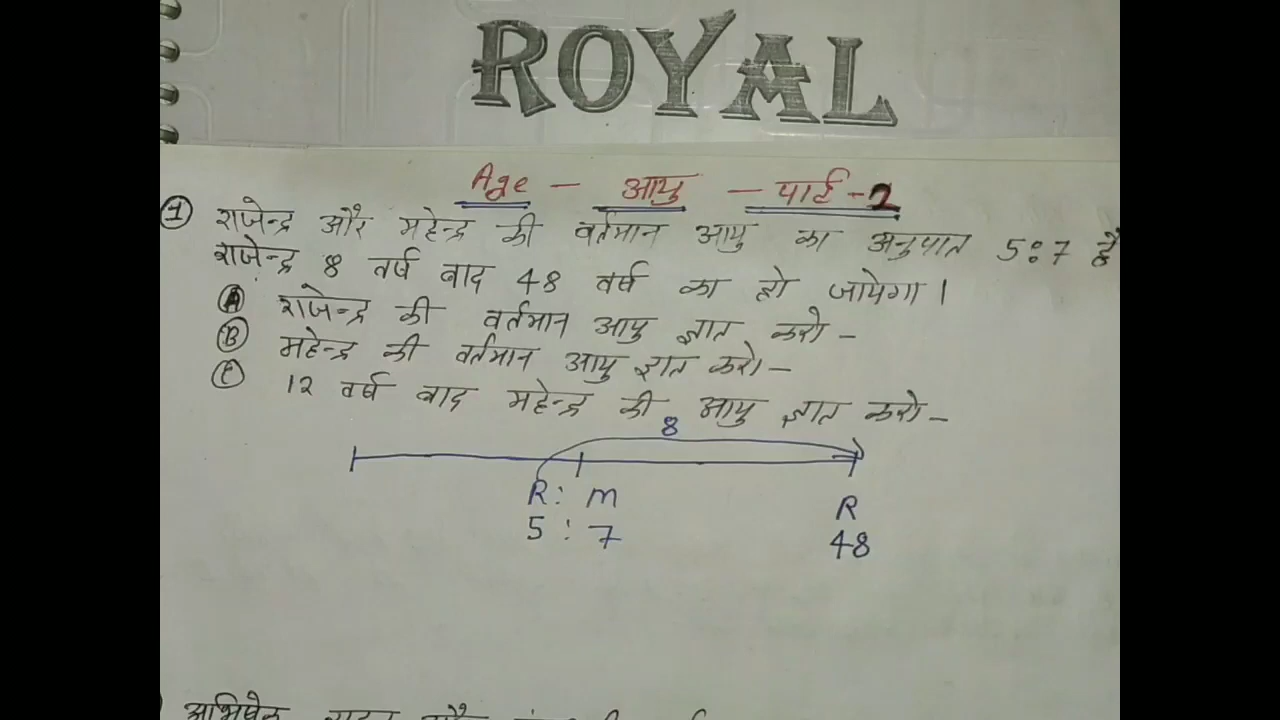 ROYAL
Age - आयु - पार्ट-2
① राजेन्द्र और महेन्द्र की वर्तमान आयु का अनुपात 5:7 है
राजेन्द्र 8 वर्ष बाद 48 वर्ष का हो जायेगा।
Ⓐ राजेन्द्र की वर्तमान आयु ज्ञात करो-
Ⓑ महेन्द्र की वर्तमान आयु ज्ञात करो-
Ⓒ 12 वर्ष बाद महेन्द्र की आयु ज्ञात करो-
8
R : m R
5 : 7 48